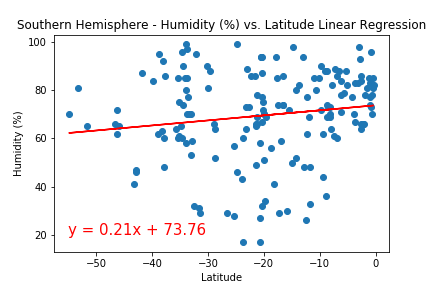 Southern Hemisphere - Humidity (%) vs. Latitude Linear Regression
100
80
60
40
20
Humidity (%)
y = 0.21x + 73.76
−50 −40 −30 −20 −10 0
Latitude